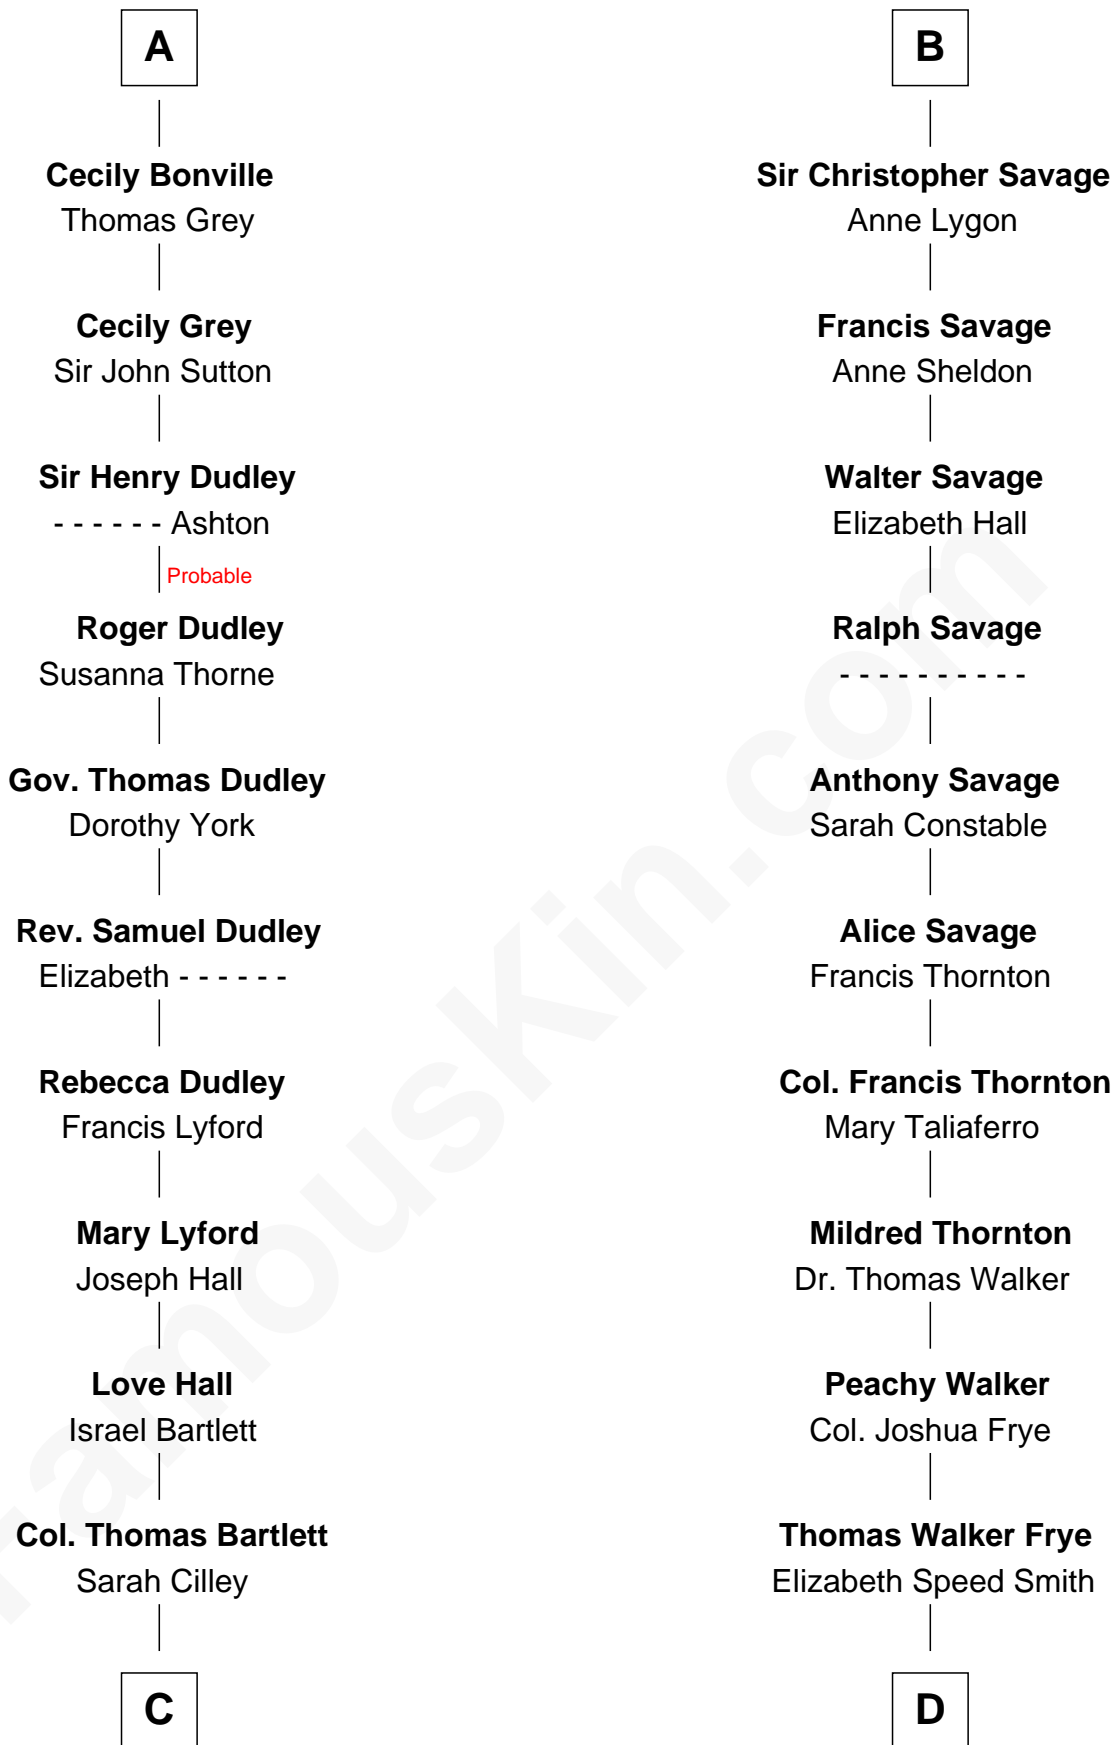 A
Cecily Bonville
Thomas Grey
Cecily Grey
Sir John Sutton
Sir Henry Dudley
- - - - - - Ashton
Probable
Roger Dudley
Susanna Thorne
Gov. Thomas Dudley
Dorothy York
Rev. Samuel Dudley
Elizabeth - - - - - -
Rebecca Dudley
Francis Lyford
Mary Lyford
Joseph Hall
Love Hall
Israel Bartlett
Col. Thomas Bartlett
Sarah Cilley
C
B
Sir Christopher Savage
Anne Lygon
Francis Savage
Anne Sheldon
Walter Savage
Elizabeth Hall
Ralph Savage
- - - - - - - - - -
Anthony Savage
Sarah Constable
Alice Savage
Francis Thornton
Col. Francis Thornton
Mary Taliaferro
Mildred Thornton
Dr. Thomas Walker
Peachy Walker
Col. Joshua Frye
Thomas Walker Frye
Elizabeth Speed Smith
D
FamousKin.com